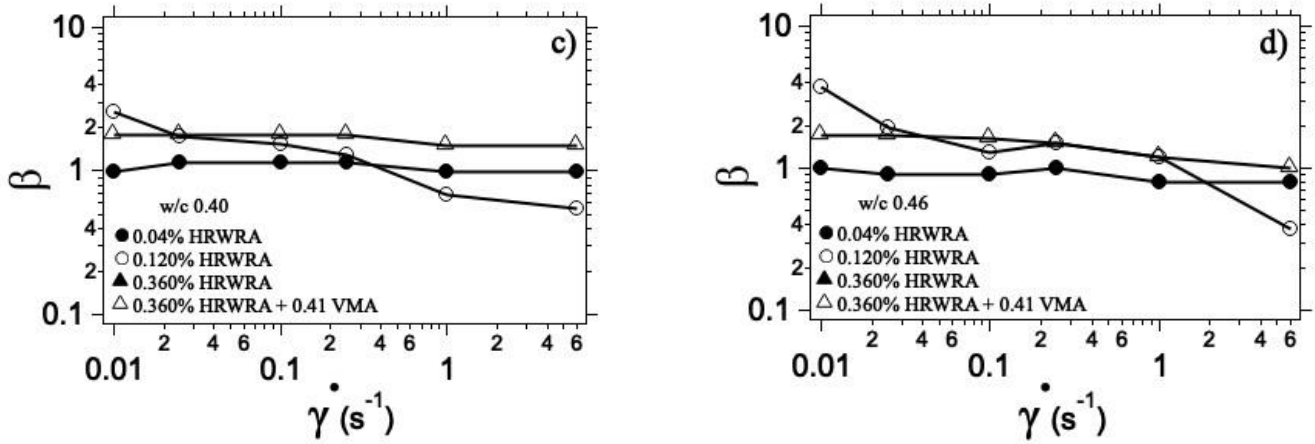 c)
10
4
2
1
4
2
0.1
β
w/c 0.40
0.04% HRWRA
0.120% HRWRA
0.360% HRWRA
0.360% HRWRA + 0.41 VMA
2 4 6 2 4 6 2 4 6
0.01 0.1 1
γ̇ (s⁻¹)
d)
10
4
2
1
4
2
0.1
β
w/c 0.46
0.04% HRWRA
0.120% HRWRA
0.360% HRWRA
0.360% HRWRA + 0.41 VMA
2 4 6 2 4 6 2 4 6
0.01 0.1 1
γ̇ (s⁻¹)